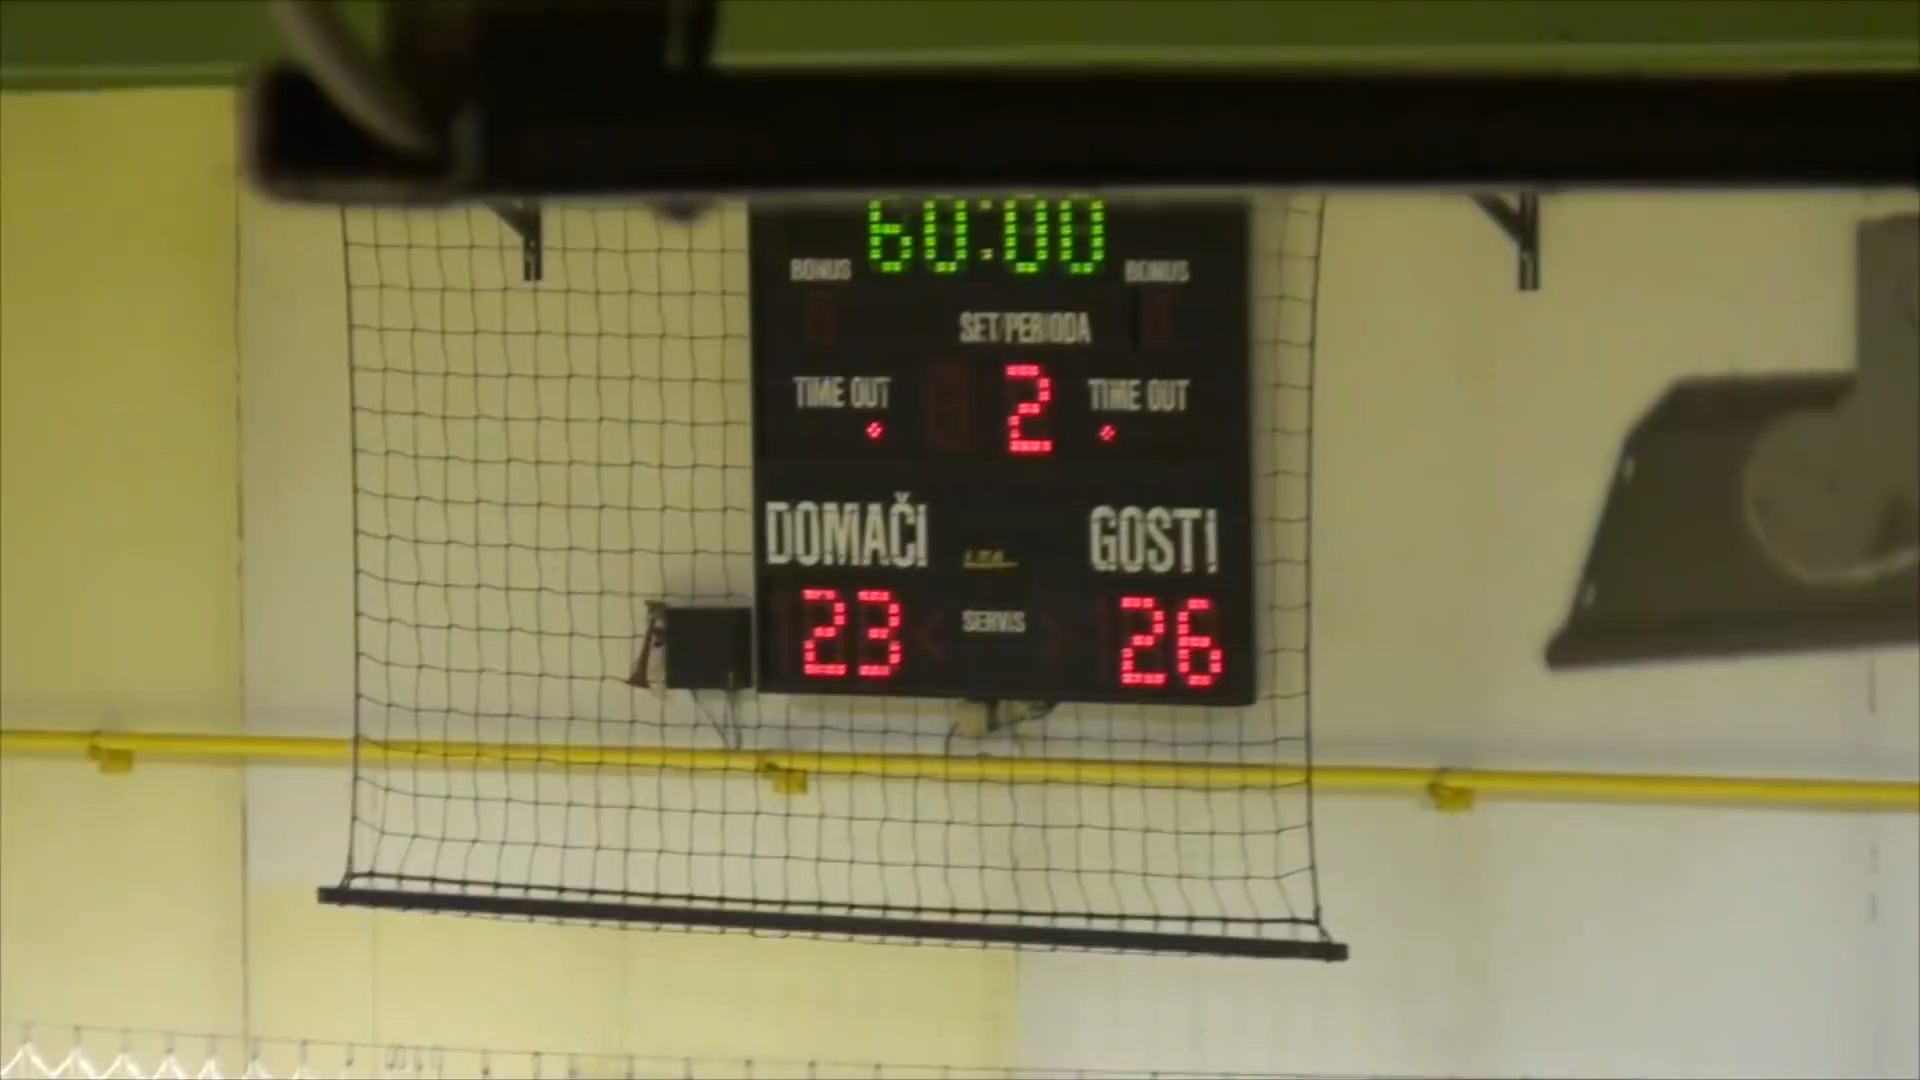 60:00
BONUS BONUS
SET/PERIODA
TIME OUT 2 TIME OUT
DOMAČI GOSTI
23 < SERVIS > 26